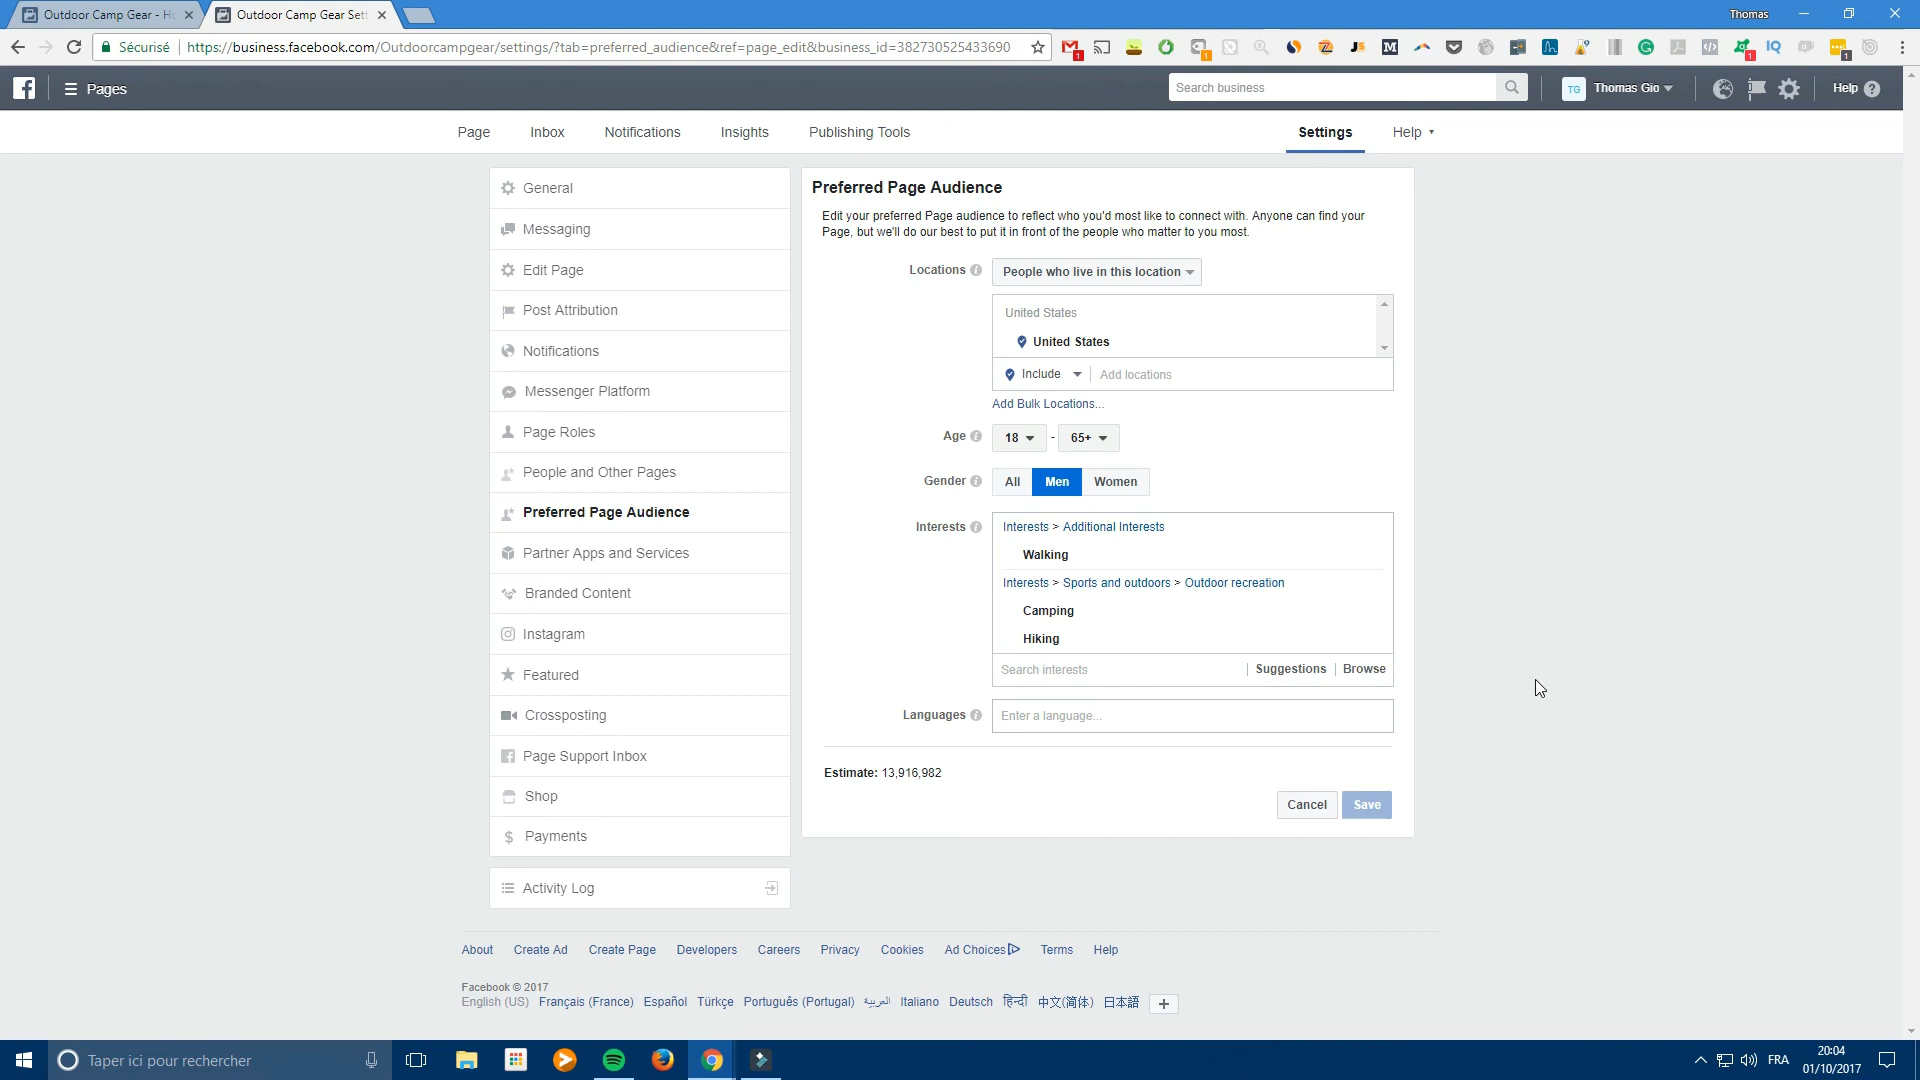 Outdoor Camp Gear - Ho
Outdoor Camp Gear Sett
Thomas
Sécurisé
https://business.facebook.com/Outdoorcampgear/settings/?tab=preferred_audience&ref=page_edit&business_id=382730525433690
Pages
Search business
TG
Thomas Gio
Help
Page
Inbox
Notifications
Insights
Publishing Tools
Settings
Help
General
Messaging
Edit Page
Post Attribution
Notifications
Messenger Platform
Page Roles
People and Other Pages
Preferred Page Audience
Partner Apps and Services
Branded Content
Instagram
Featured
Crossposting
Page Support Inbox
Shop
Payments
Activity Log
Preferred Page Audience
Edit your preferred Page audience to reflect who you'd most like to connect with. Anyone can find your
Page, but we'll do our best to put it in front of the people who matter to you most.
Locations
People who live in this location
United States
United States
Include
Add locations
Add Bulk Locations...
Age
18 - 65+
Gender
All
Men
Women
Interests
Interests > Additional Interests
Walking
Interests > Sports and outdoors > Outdoor recreation
Camping
Hiking
Search interests
Suggestions
Browse
Languages
Enter a language...
Estimate: 13,916,982
Cancel
Save
About
Create Ad
Create Page
Developers
Careers
Privacy
Cookies
Ad Choices
Terms
Help
Facebook © 2017
English (US)
Français (France)
Español
Türkçe
Português (Portugal)
العربية
Italiano
Deutsch
हिन्दी
中文(简体)
日本語
Taper ici pour rechercher
FRA
20:04
01/10/2017